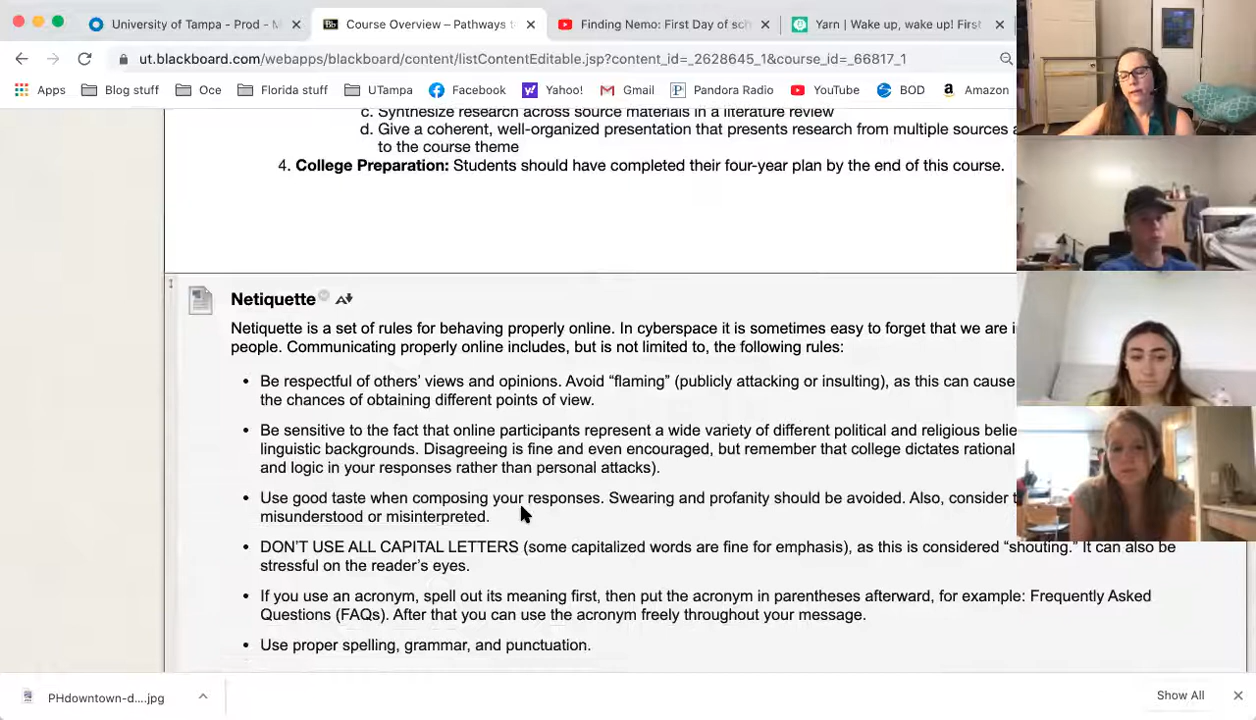 University of Tampa - Prod - M
Course Overview – Pathways to
Finding Nemo: First Day of sch
Yarn | Wake up, wake up! First
ut.blackboard.com/webapps/blackboard/content/listContentEditable.jsp?content_id=_2628645_1&course_id=_66817_1
Apps Blog stuff Oce Florida stuff UTampa Facebook Yahoo! Gmail Pandora Radio YouTube BOD Amazon
c. Synthesize research across source materials in a literature review
d. Give a coherent, well-organized presentation that presents research from multiple sources a
to the course theme
4. College Preparation: Students should have completed their four-year plan by the end of this course.
Netiquette
Netiquette is a set of rules for behaving properly online. In cyberspace it is sometimes easy to forget that we are i
people. Communicating properly online includes, but is not limited to, the following rules:
• Be respectful of others' views and opinions. Avoid “flaming” (publicly attacking or insulting), as this can cause
the chances of obtaining different points of view.
• Be sensitive to the fact that online participants represent a wide variety of different political and religious belie
linguistic backgrounds. Disagreeing is fine and even encouraged, but remember that college dictates rational
and logic in your responses rather than personal attacks).
• Use good taste when composing your responses. Swearing and profanity should be avoided. Also, consider t
misunderstood or misinterpreted.
• DON'T USE ALL CAPITAL LETTERS (some capitalized words are fine for emphasis), as this is considered “shouting.” It can also be
stressful on the reader's eyes.
• If you use an acronym, spell out its meaning first, then put the acronym in parentheses afterward, for example: Frequently Asked
Questions (FAQs). After that you can use the acronym freely throughout your message.
• Use proper spelling, grammar, and punctuation.
PHdowntown-d....jpg
Show All